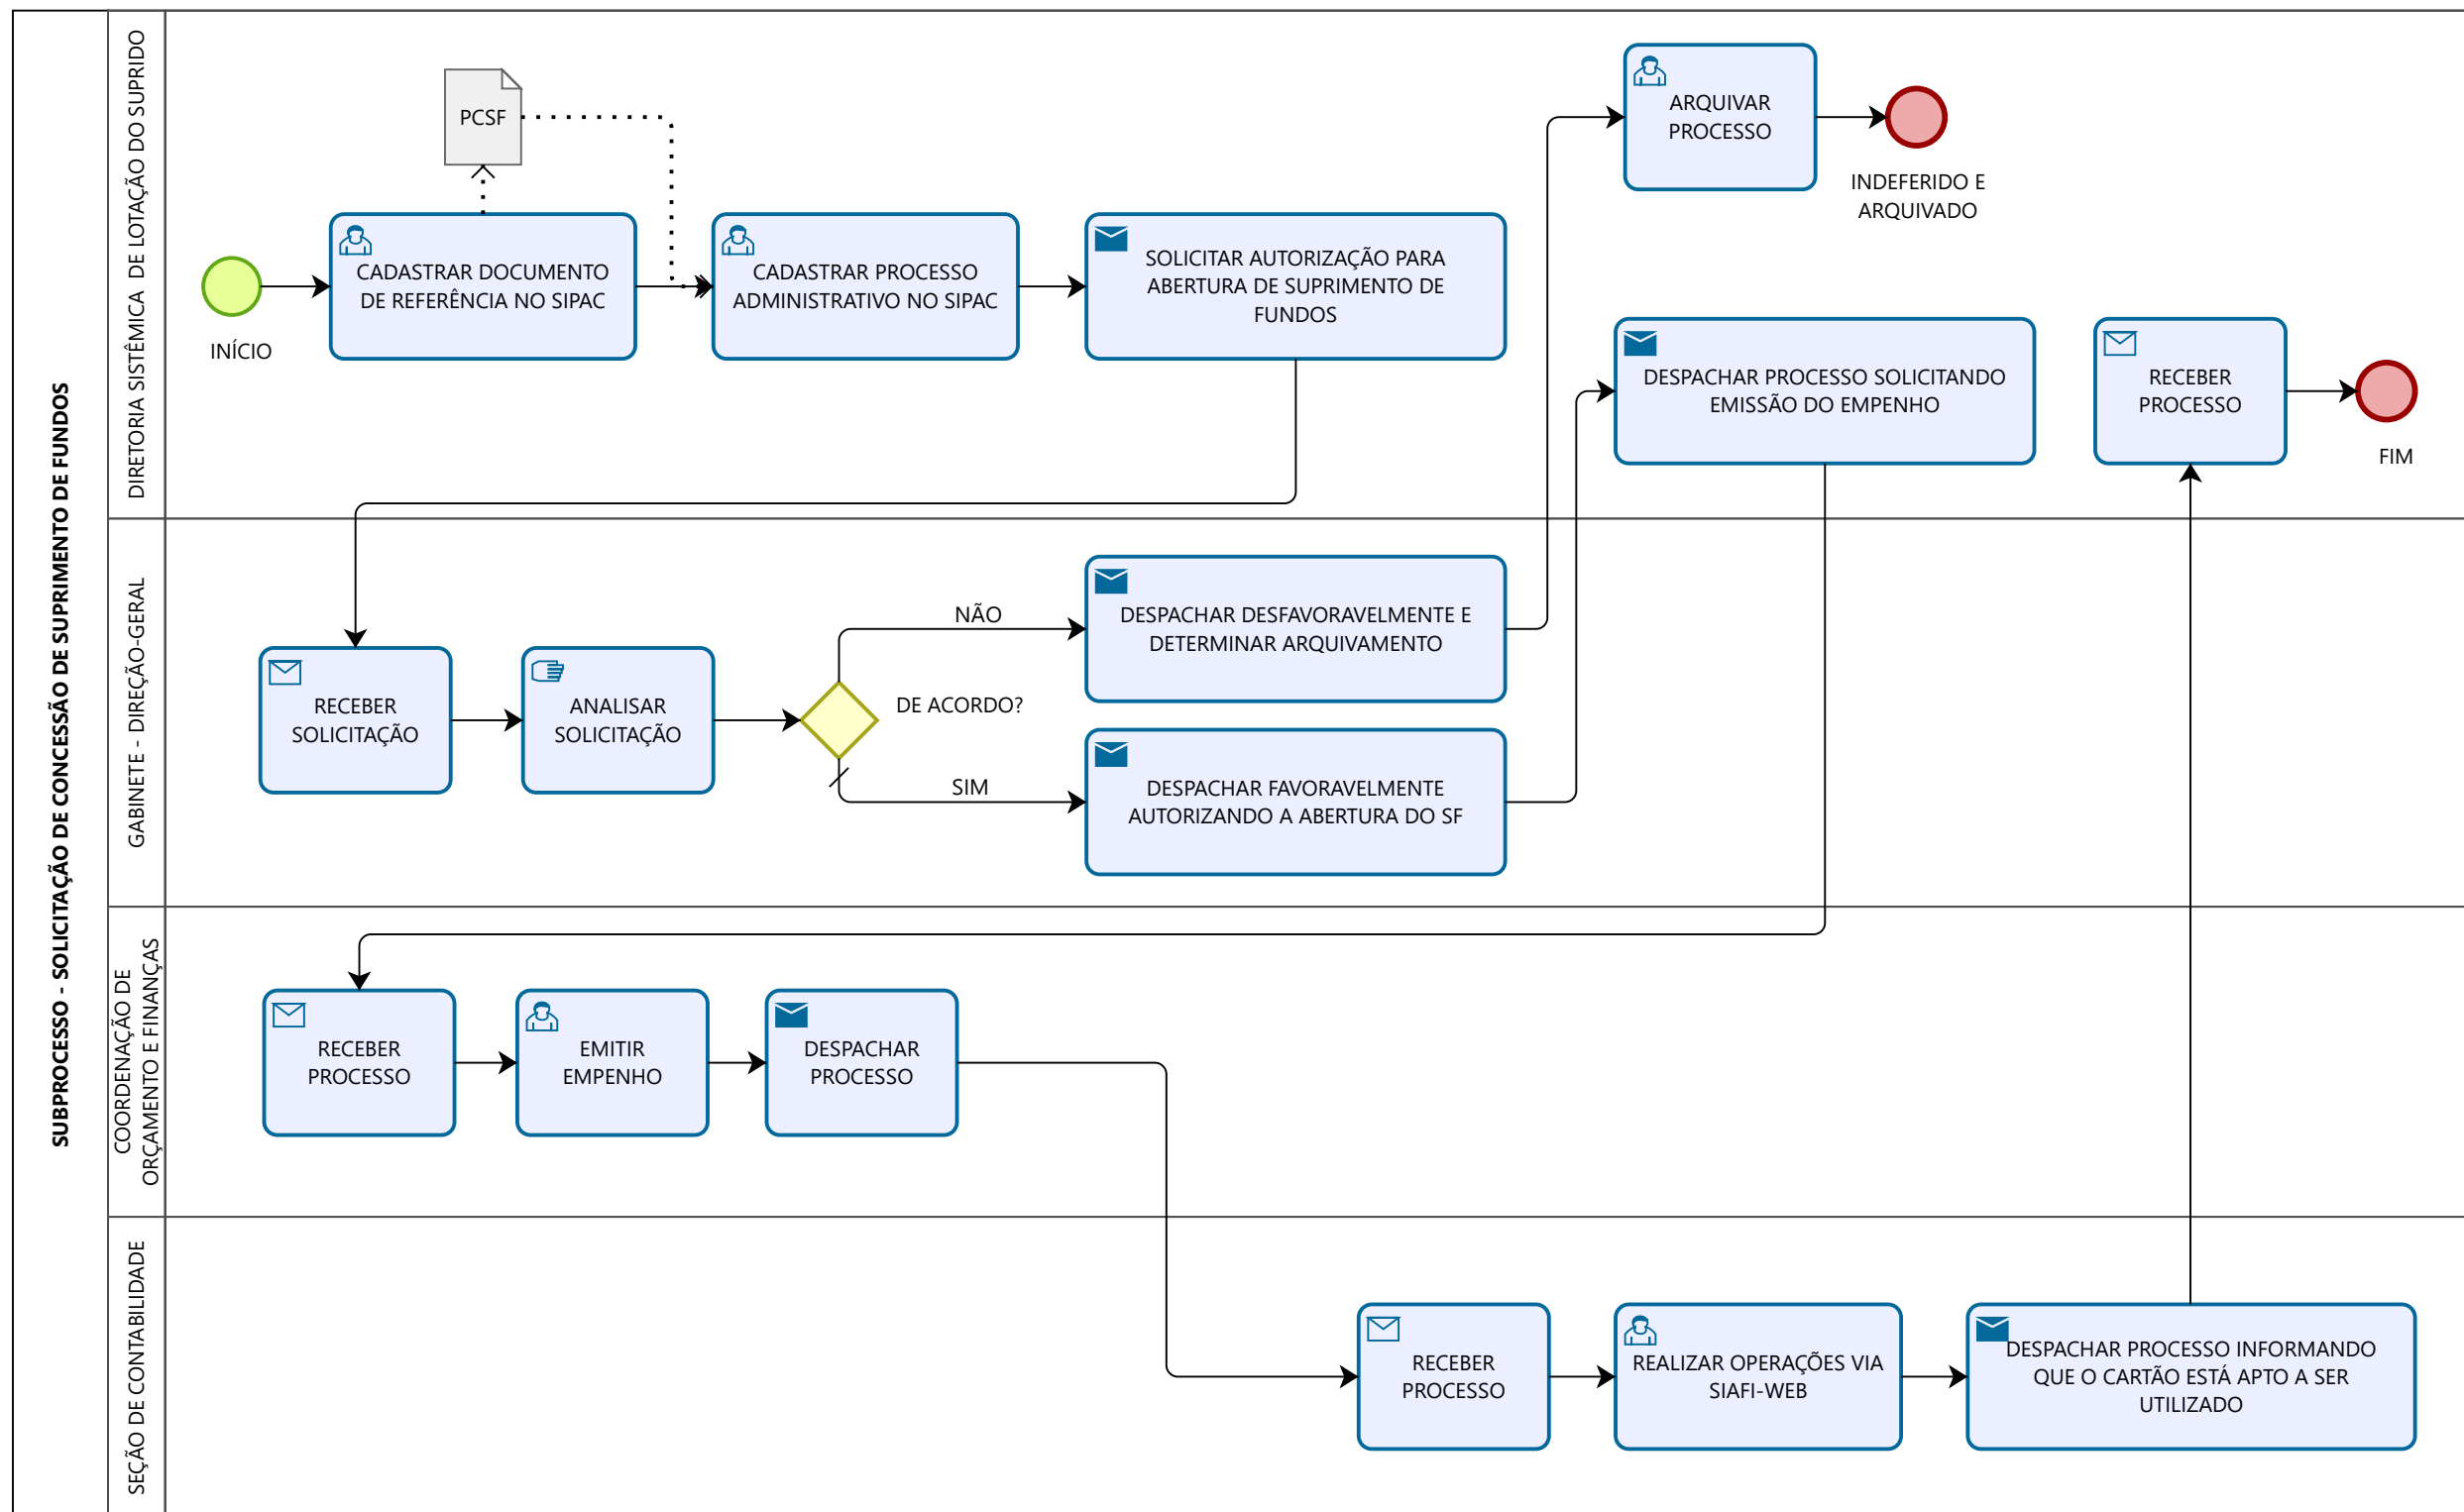 SUBPROCESSO - SOLICITAÇÃO DE CONCESSÃO DE SUPRIMENTO DE FUNDOS
DIRETORIA SISTÊMICA DE LOTAÇÃO DO SUPRIDO
PCSF
INÍCIO
CADASTRAR DOCUMENTO
DE REFERÊNCIA NO SIPAC
CADASTRAR PROCESSO
ADMINISTRATIVO NO SIPAC
SOLICITAR AUTORIZAÇÃO PARA
ABERTURA DE SUPRIMENTO DE
FUNDOS
ARQUIVAR
PROCESSO
INDEFERIDO E
ARQUIVADO
DESPACHAR PROCESSO SOLICITANDO
EMISSÃO DO EMPENHO
RECEBER
PROCESSO
FIM
GABINETE - DIREÇÃO-GERAL
RECEBER
SOLICITAÇÃO
ANALISAR
SOLICITAÇÃO
DE ACORDO?
NÃO
DESPACHAR DESFAVORAVELMENTE E
DETERMINAR ARQUIVAMENTO
SIM
DESPACHAR FAVORAVELMENTE
AUTORIZANDO A ABERTURA DO SF
COORDENAÇÃO DE
ORÇAMENTO E FINANÇAS
RECEBER
PROCESSO
EMITIR
EMPENHO
DESPACHAR
PROCESSO
SEÇÃO DE CONTABILIDADE
RECEBER
PROCESSO
REALIZAR OPERAÇÕES VIA
SIAFI-WEB
DESPACHAR PROCESSO INFORMANDO
QUE O CARTÃO ESTÁ APTO A SER
UTILIZADO